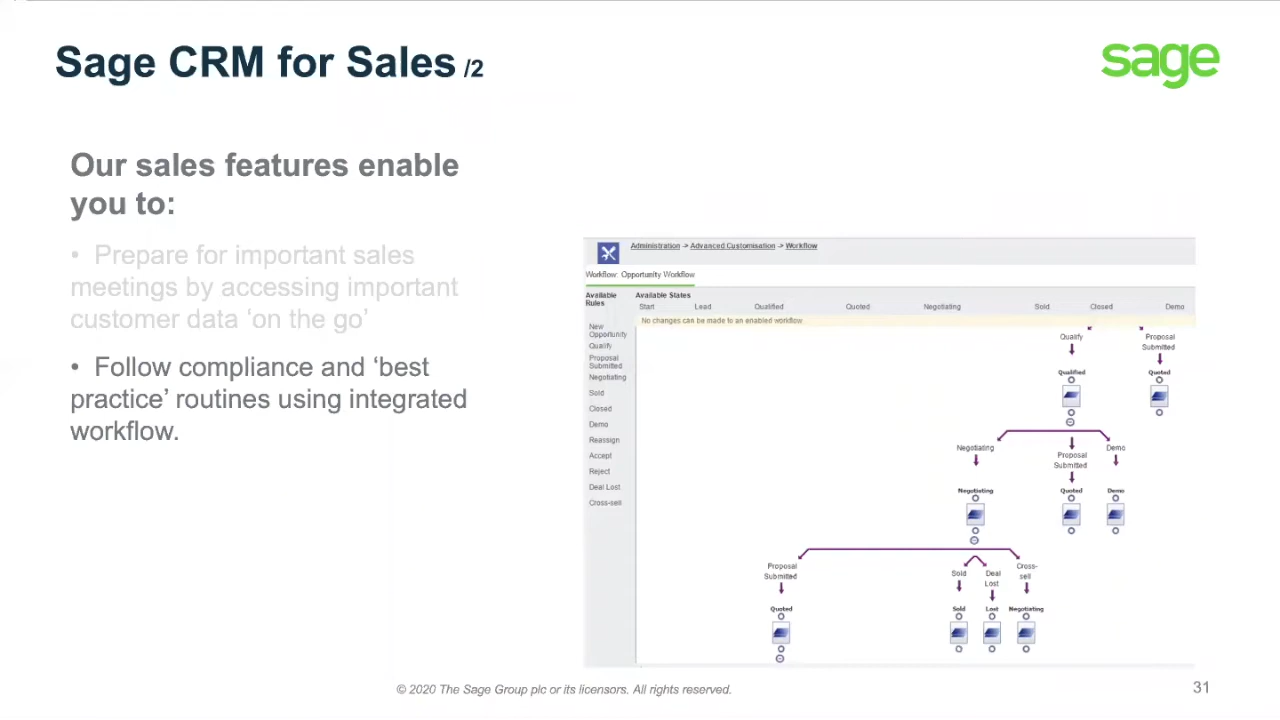 Sage CRM for Sales /2
sage
Our sales features enable
you to:
• Prepare for important sales
meetings by accessing important
customer data ‘on the go’
• Follow compliance and ‘best
practice’ routines using integrated
workflow.
Administration -> Advanced Customisation -> Workflow
Workflow: Opportunity Workflow
Available
Rules
Available States
Start Lead Qualified Quoted Negotiating Sold Closed Demo
No changes can be made to an enabled workflow
New
Opportunity
Qualify
Proposal
Submitted
Negotiating
Sold
Closed
Demo
Reassign
Accept
Reject
Deal Lost
Cross-sell
Qualify
Proposal
Submitted
Qualified
Quoted
Negotiating
Proposal
Submitted
Demo
Negotiating
Quoted
Demo
Proposal
Submitted
Sold
Deal
Lost
Cross-
sell
Quoted
Sold
Lost
Negotiating
© 2020 The Sage Group plc or its licensors. All rights reserved.
31